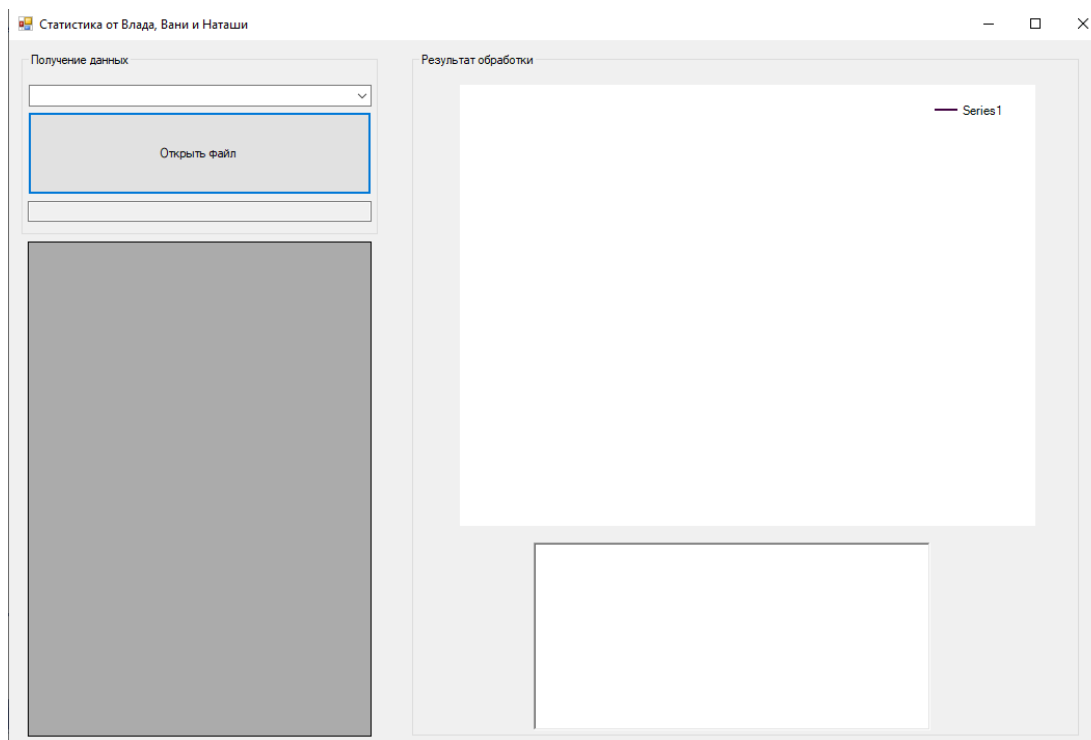 Статистика от Влада, Вани и Наташи
Получение данных
Открыть файл
Результат обработки
Series1